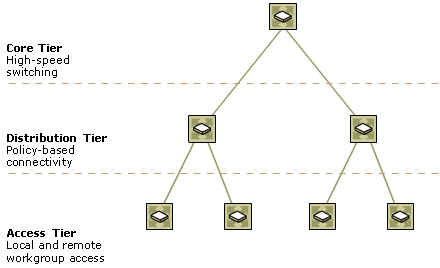 Core Tier
High-speed
switching
Distribution Tier
Policy-based
connectivity
Access Tier
Local and remote
workgroup access